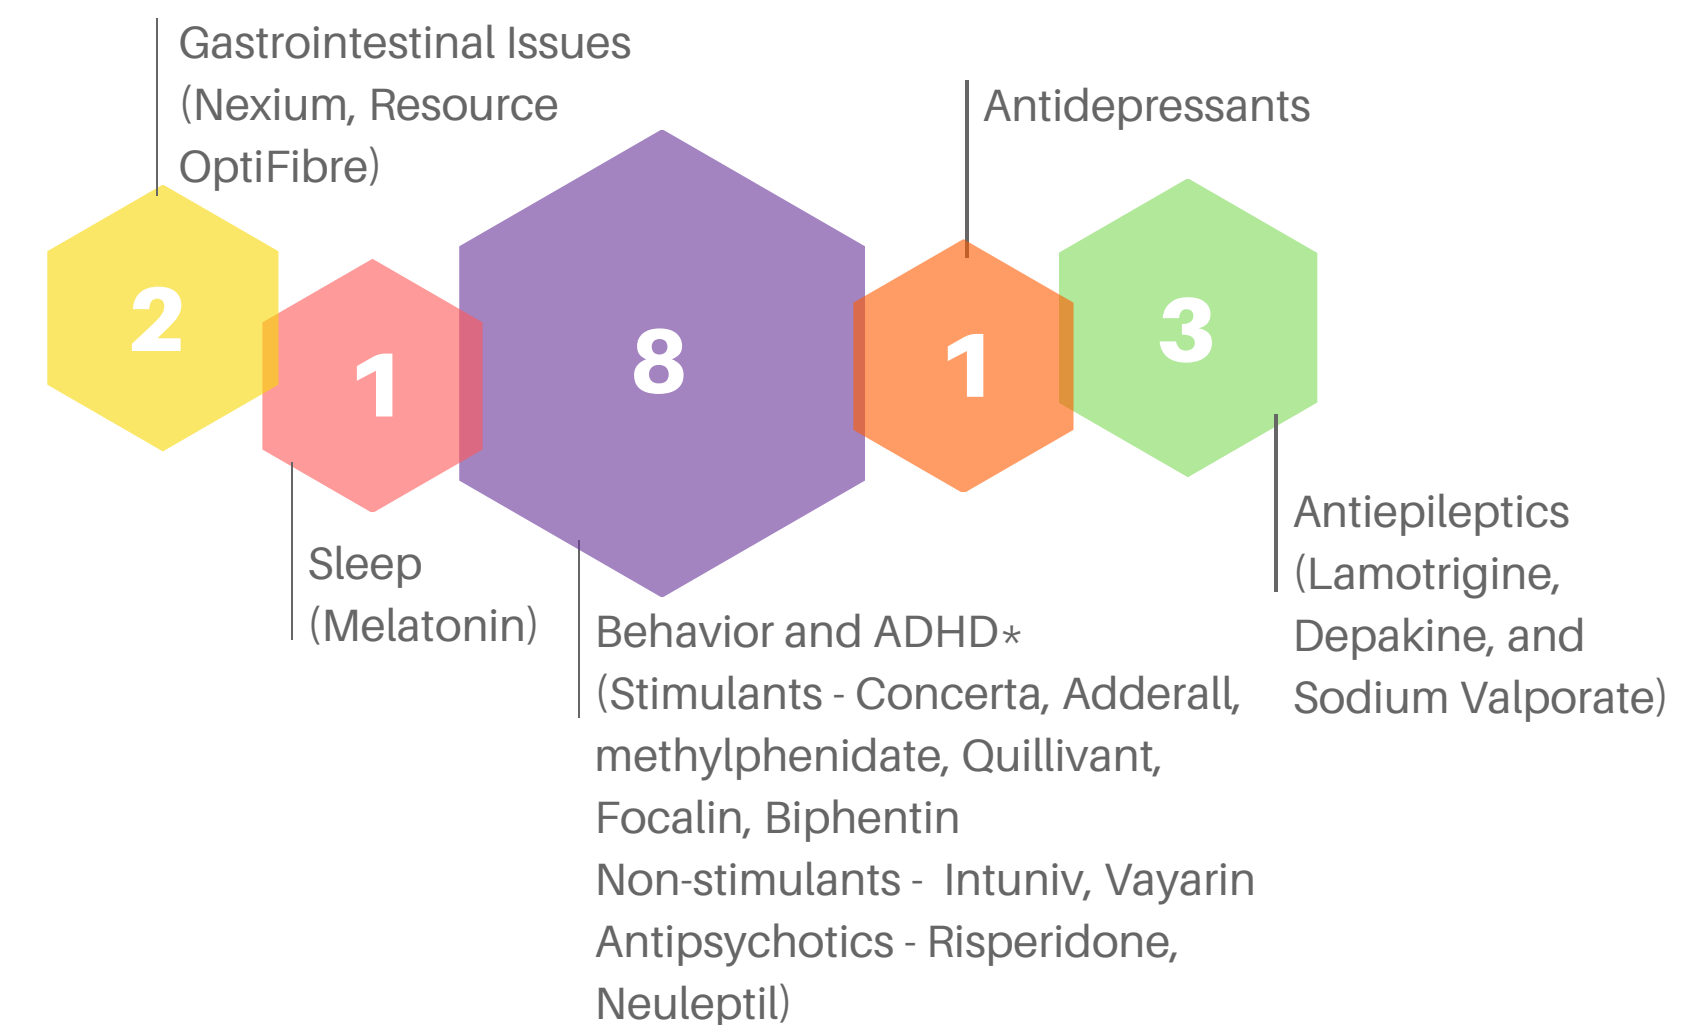 Gastrointestinal Issues
(Nexium, Resource
OptiFibre)
Antidepressants
2
1
8
1
3
Sleep
(Melatonin)
Behavior and ADHD*
(Stimulants - Concerta, Adderall,
methylphenidate, Quillivant,
Focalin, Biphentin
Non-stimulants -  Intuniv, Vayarin
Antipsychotics - Risperidone,
Neuleptil)
Antiepileptics
(Lamotrigine,
Depakine, and
Sodium Valporate)